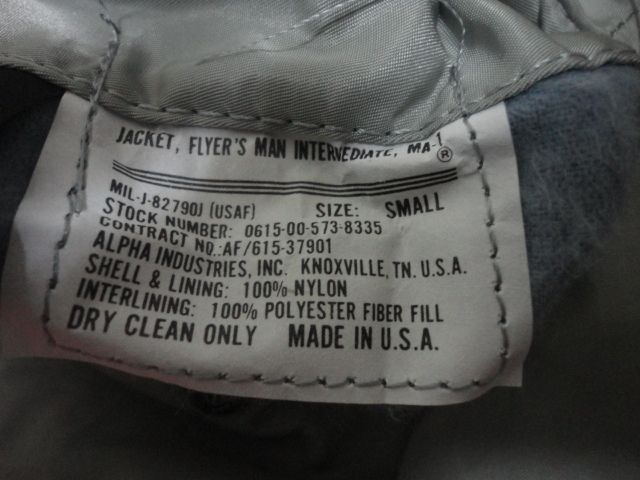 JACKET, FLYER'S MAN INTERVEDIATE, MA-1®
MIL-J-82790J (USAF) SIZE: SMALL
STOCK NUMBER: 0615-00-573-8335
CONTRACT NO.: AF/615-37901
ALPHA INDUSTRIES, INC. KNOXVILLE, TN. U.S.A.
SHELL & LINING: 100% NYLON
INTERLINING: 100% POLYESTER FIBER FILL
DRY CLEAN ONLY MADE IN U.S.A.